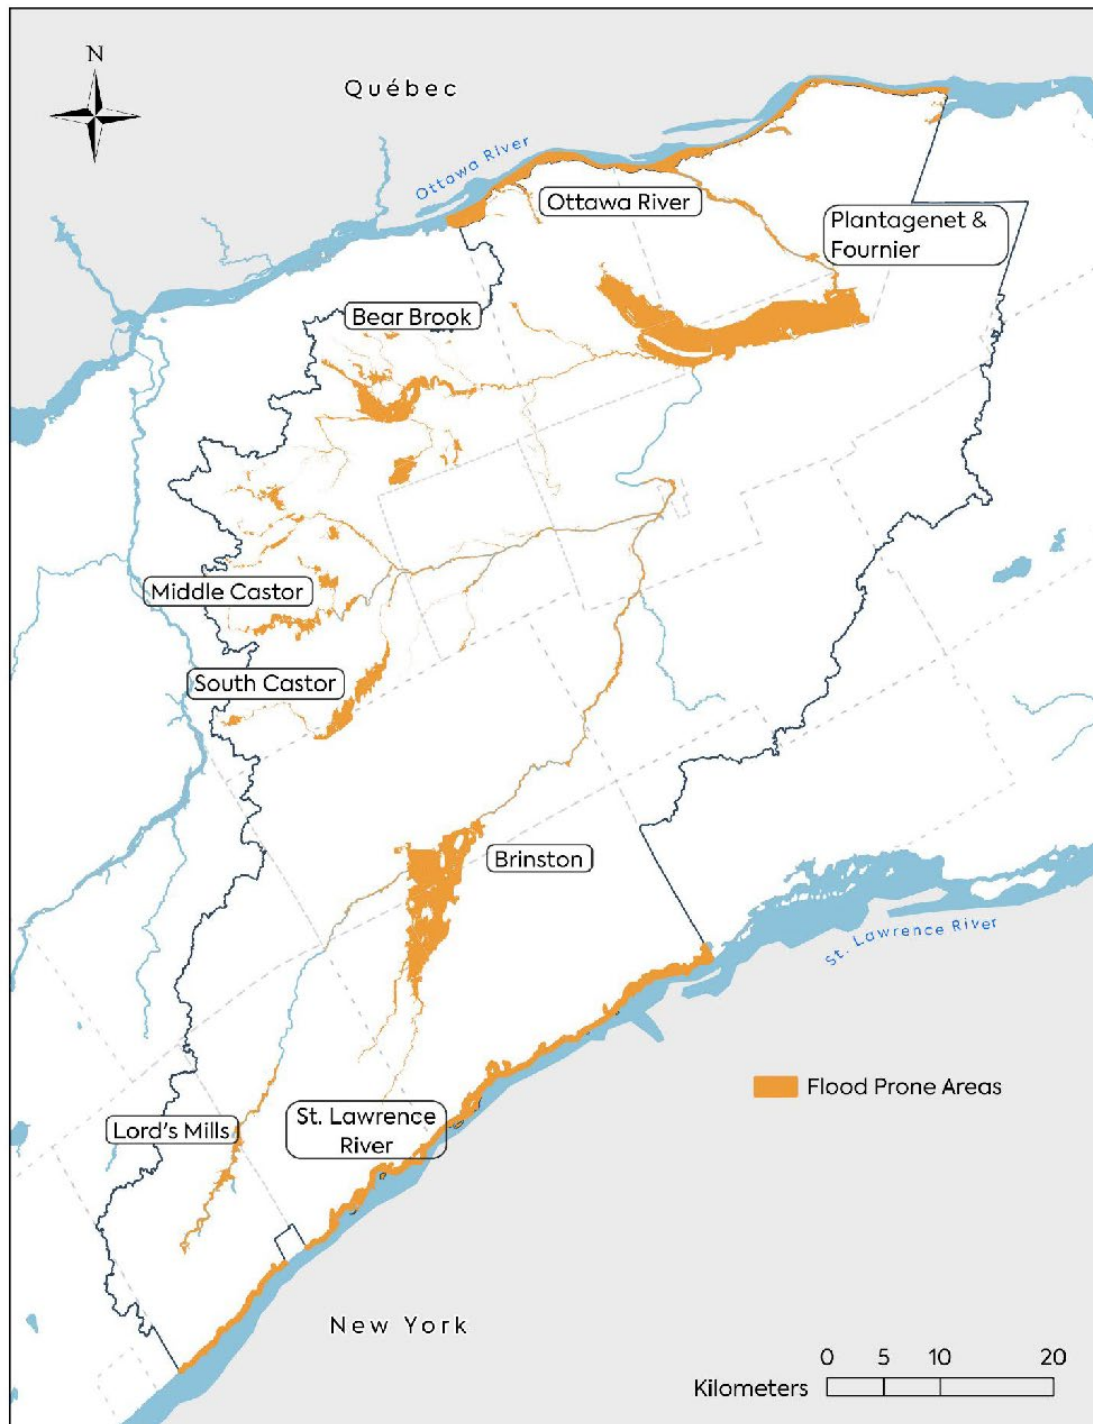 N
Québec
Ottawa River
Ottawa River
Plantagenet &
Fournier
Bear Brook
Middle Castor
South Castor
Brinston
St. Lawrence River
Flood Prone Areas
Lord's Mills
St. Lawrence
River
New York
0 5 10 20
Kilometers